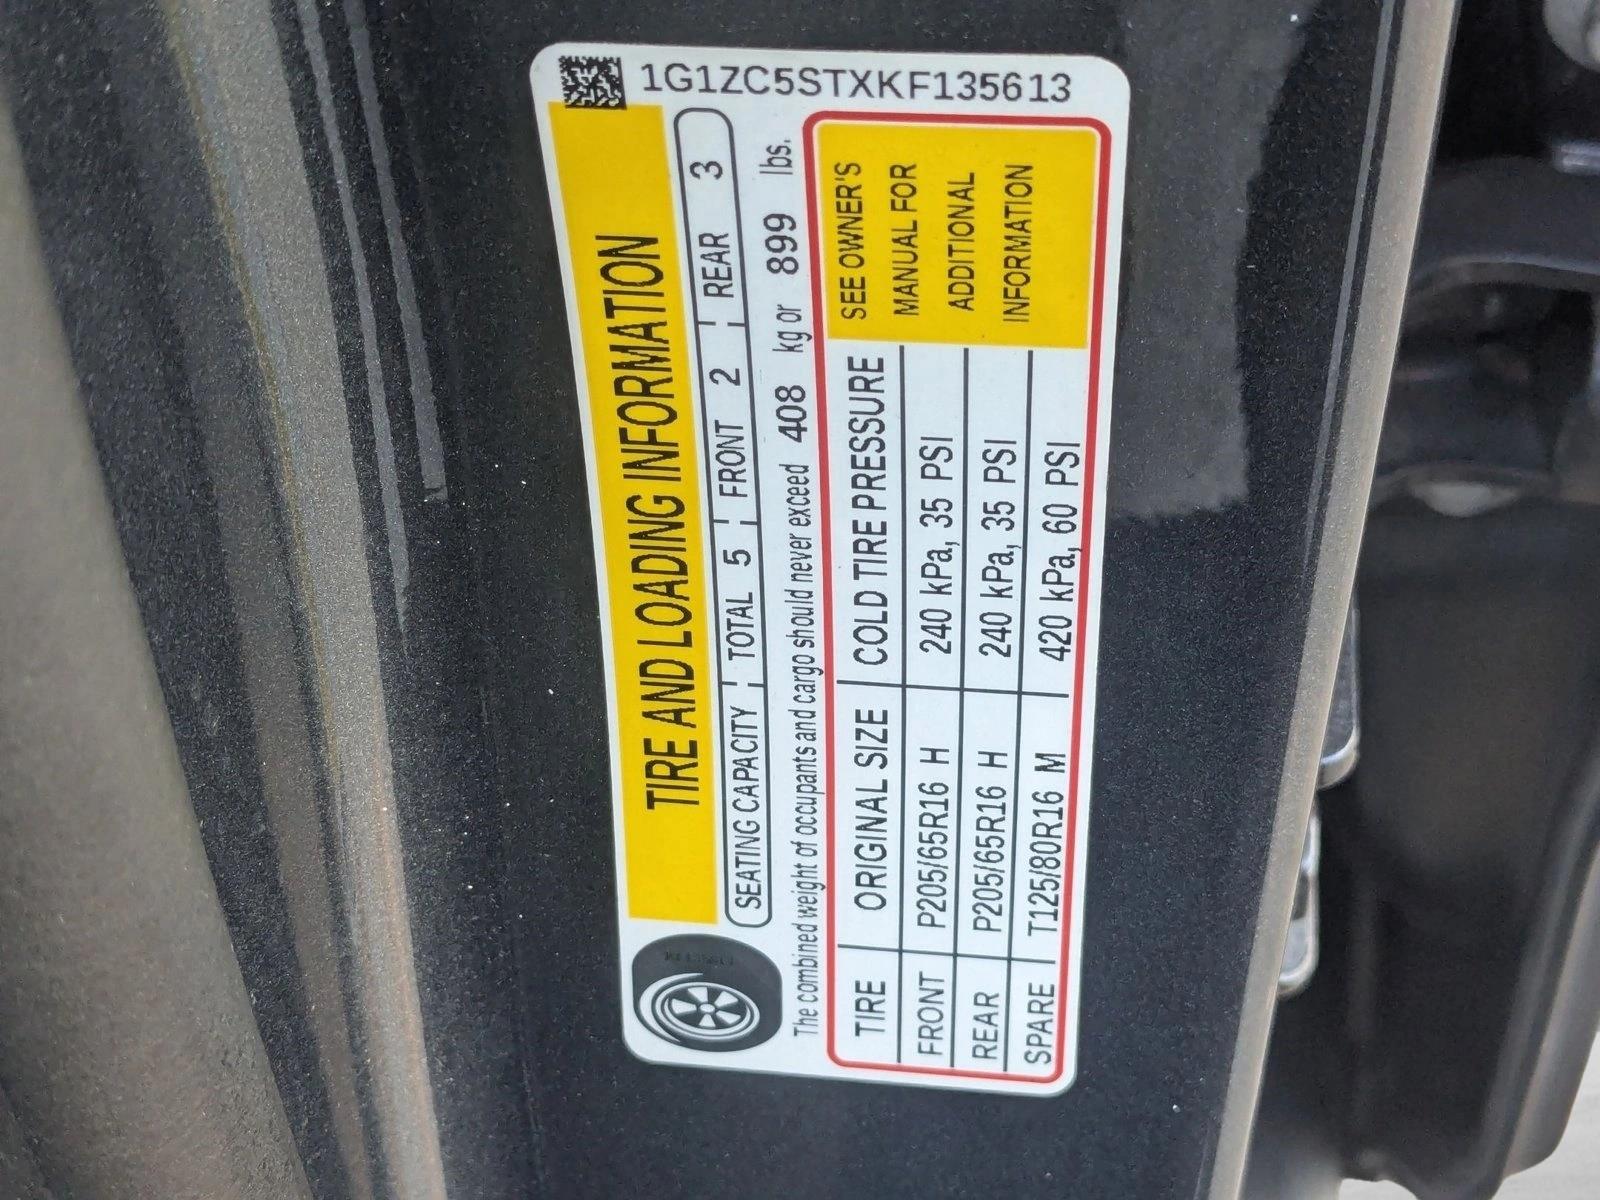 1G1ZC5STXKF135613
TIRE AND LOADING INFORMATION
SEATING CAPACITY TOTAL 5 FRONT 2 REAR 3
The combined weight of occupants and cargo should never exceed 408 kg or 899 lbs.
TIRE ORIGINAL SIZE COLD TIRE PRESSURE
FRONT P205/65R16 H 240 kPa, 35 PSI
REAR P205/65R16 H 240 kPa, 35 PSI
SPARE T125/80R16 M 420 kPa, 60 PSI
SEE OWNER'S
MANUAL FOR
ADDITIONAL
INFORMATION